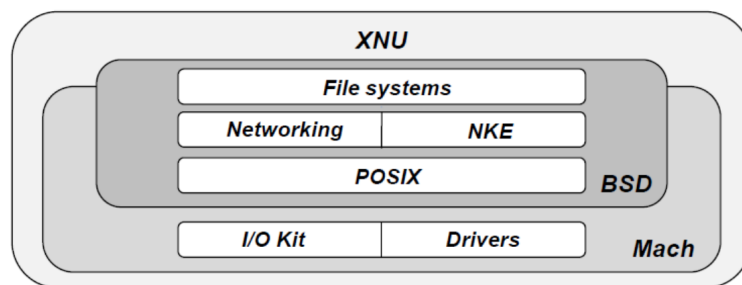 XNU
File systems
Networking NKE
POSIX
BSD
I/O Kit Drivers
Mach